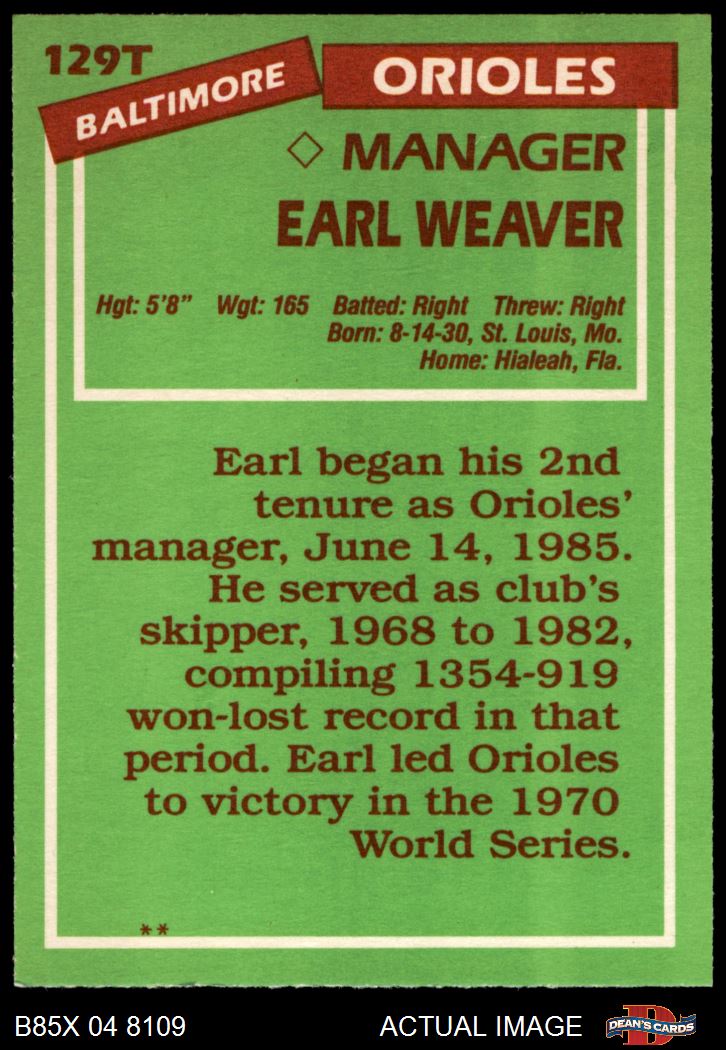 129T
BALTIMORE ORIOLES
MANAGER
EARL WEAVER
Hgt: 5'8" Wgt: 165 Batted: Right Threw: Right
Born: 8-14-30, St. Louis, Mo.
Home: Hialeah, Fla.
Earl began his 2nd
tenure as Orioles'
manager, June 14, 1985.
He served as club's
skipper, 1968 to 1982,
compiling 1354-919
won-lost record in that
period. Earl led Orioles
to victory in the 1970
World Series.
**
B85X 04 8109 ACTUAL IMAGE D DEAN'S CARDS